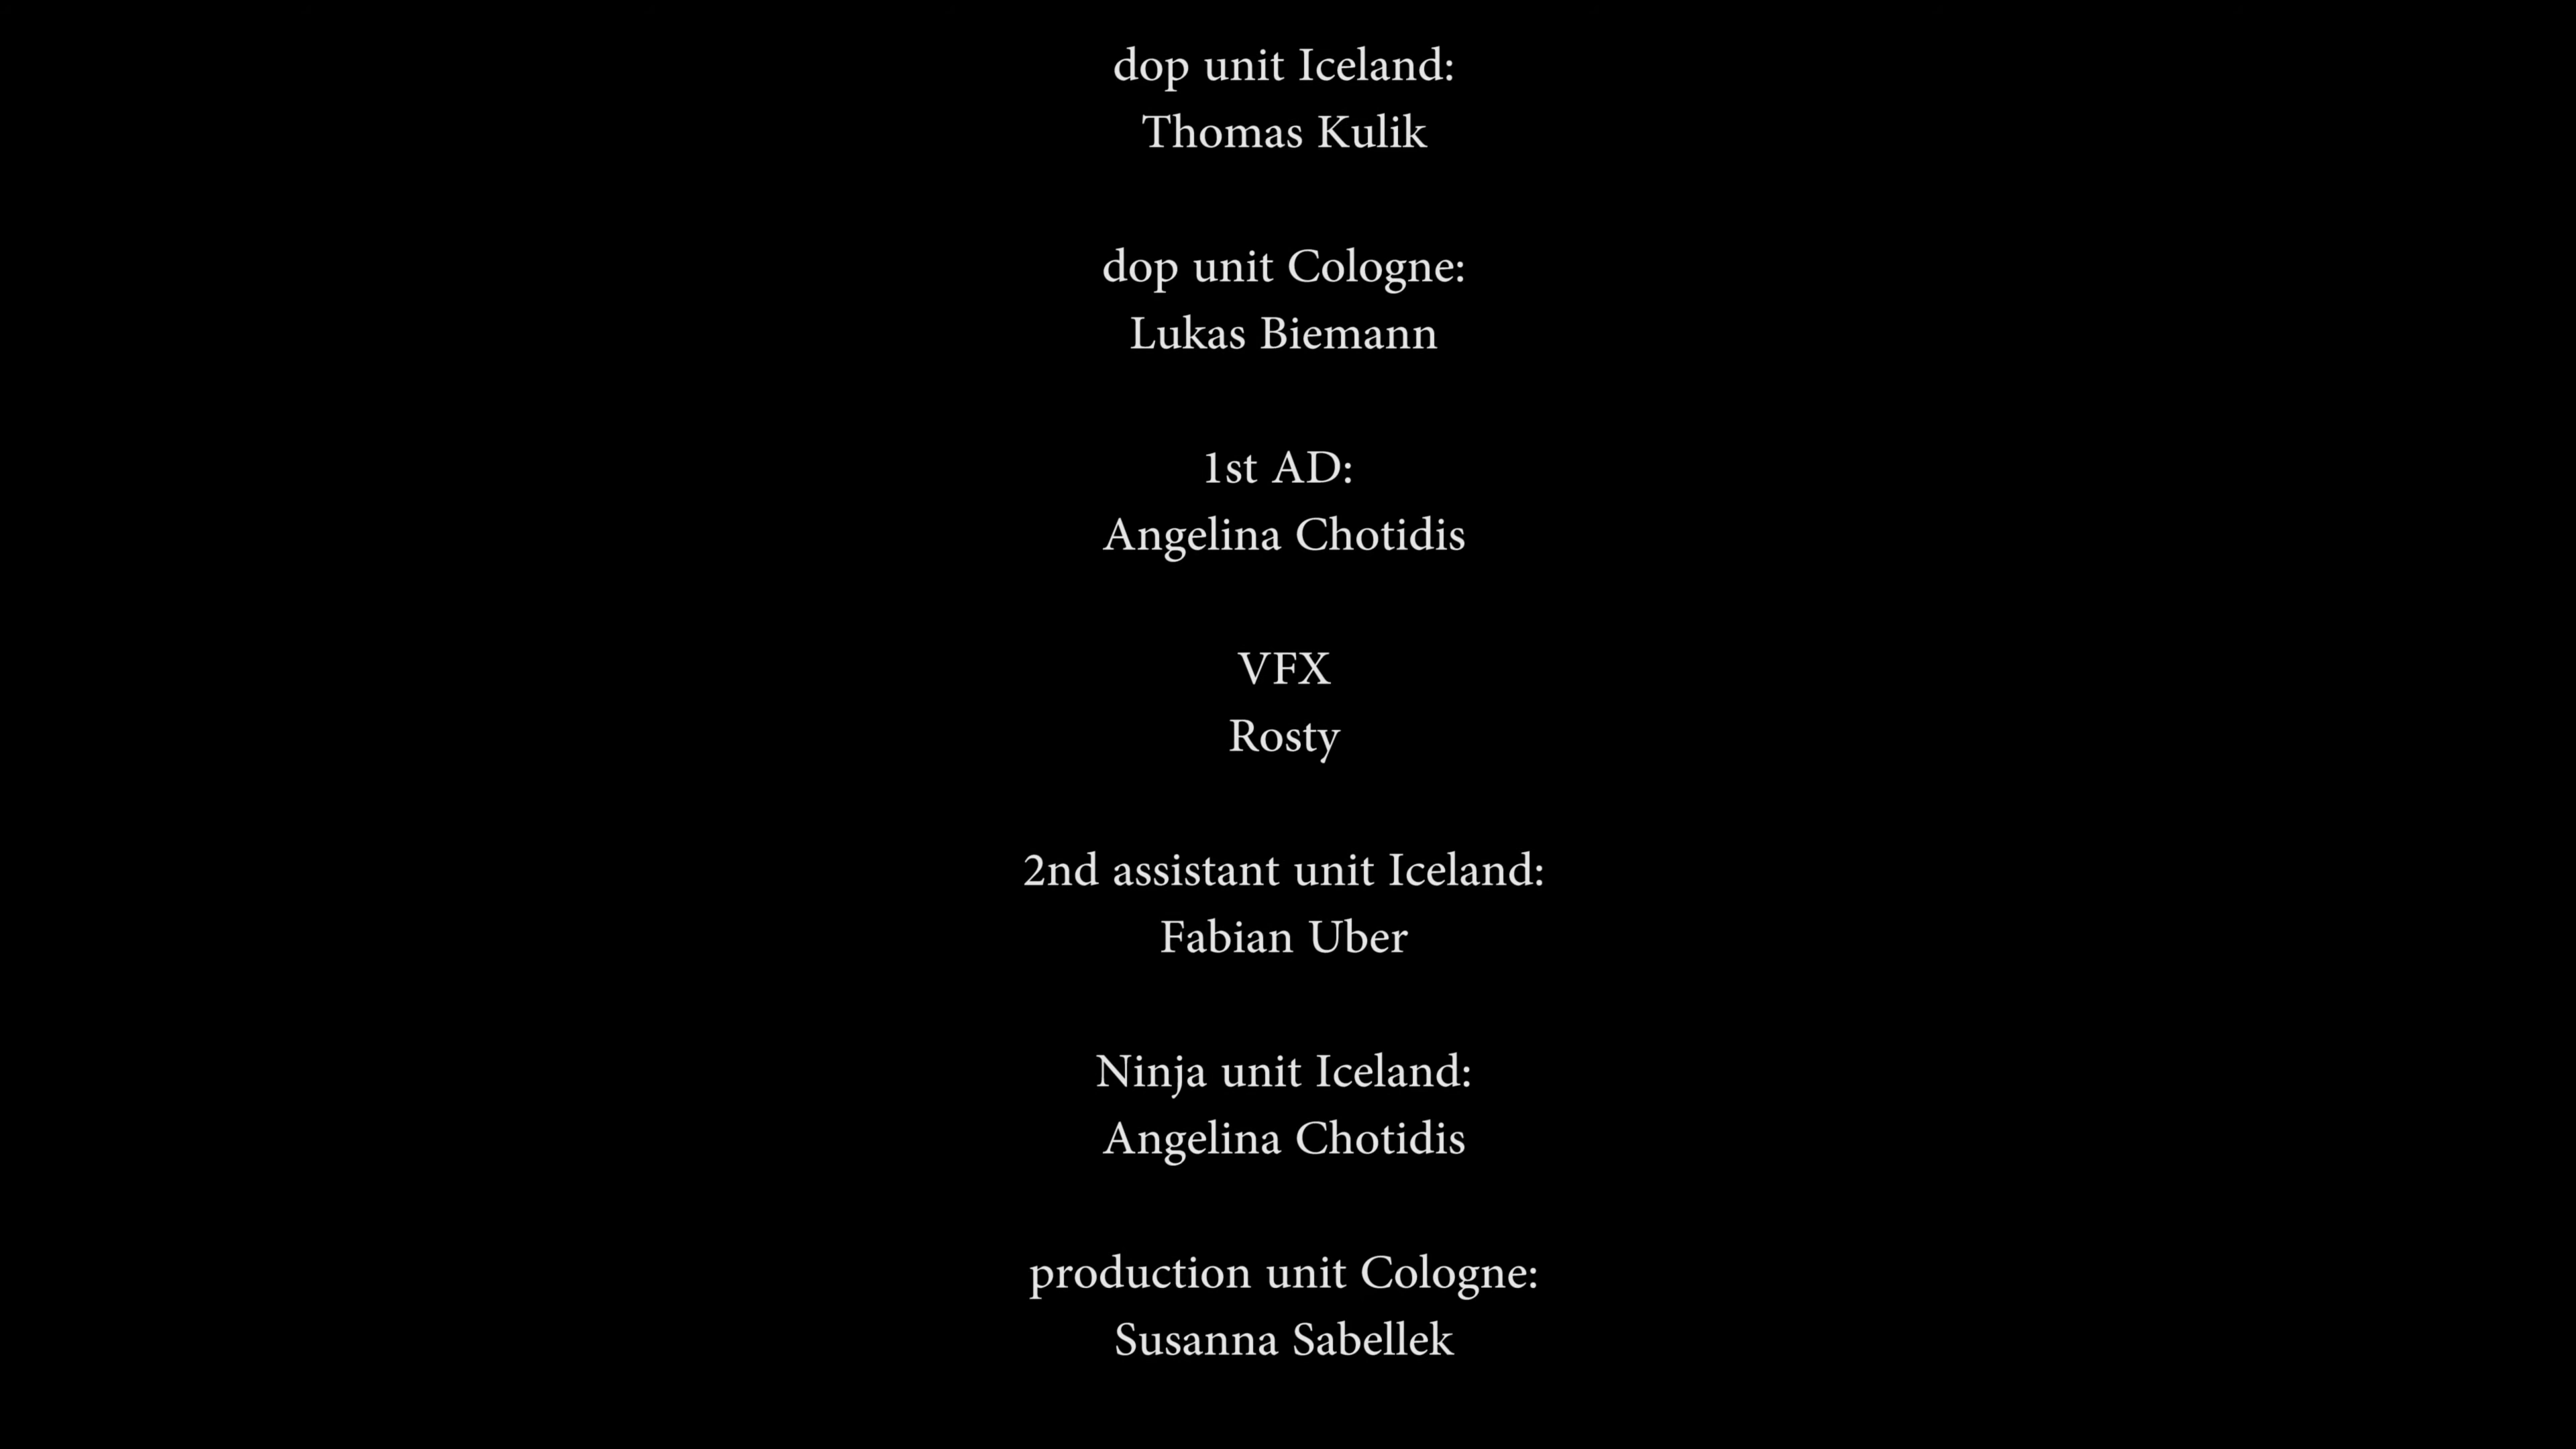 dop unit Iceland:
Thomas Kulik
dop unit Cologne:
Lukas Biemann
1st AD:
Angelina Chotidis
VFX
Rosty
2nd assistant unit Iceland:
Fabian Uber
Ninja unit Iceland:
Angelina Chotidis
production unit Cologne:
Susanna Sabellek